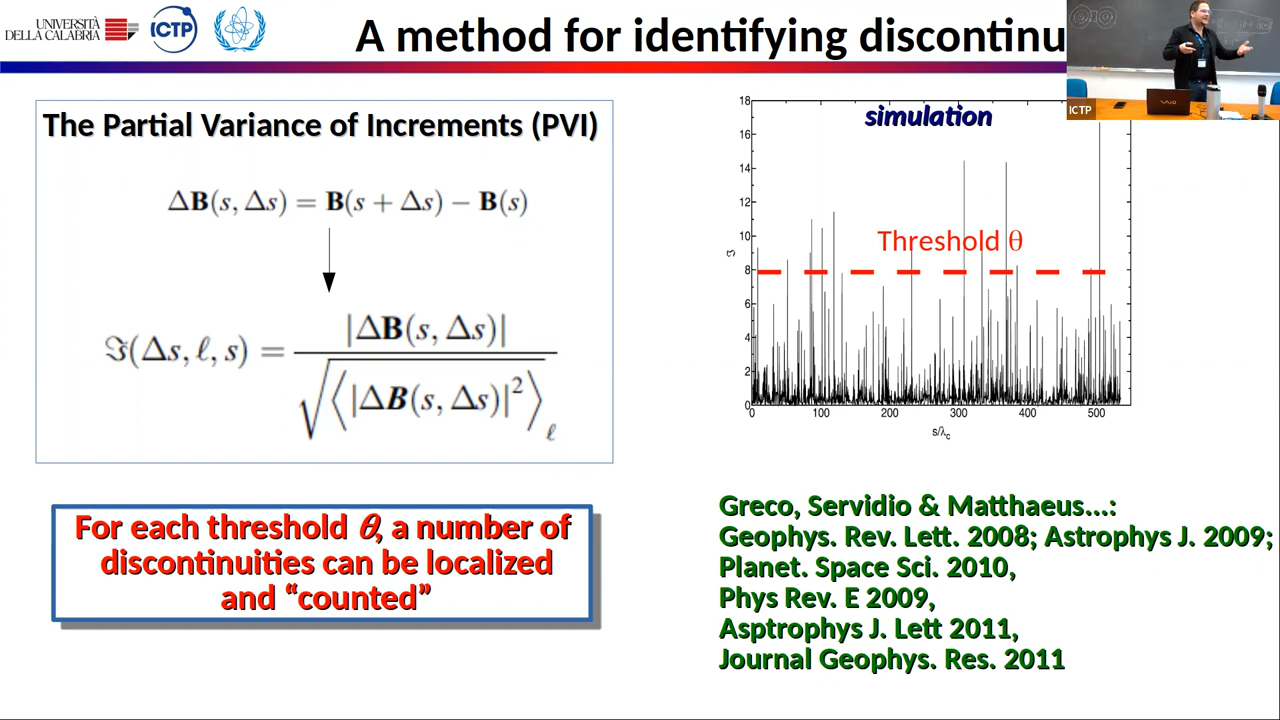 UNIVERSITÀ
DELLA CALABRIA
ICTP
A method for identifying discontinu
ICTP
VAIO
The Partial Variance of Increments (PVI)
ΔB(s, Δs) = B(s + Δs) − B(s)
ℑ(Δs, ℓ, s) = |ΔB(s, Δs)| / √⟨|ΔB(s, Δs)|²⟩ℓ
simulation
18
16
14
12
10
8
6
4
2
0
ℑ
Threshold θ
0 100 200 300 400 500
s/λc
For each threshold θ, a number of
discontinuities can be localized
and “counted”
Greco, Servidio & Matthaeus...:
Geophys. Rev. Lett. 2008; Astrophys J. 2009;
Planet. Space Sci. 2010,
Phys Rev. E 2009,
Asptrophys J. Lett 2011,
Journal Geophys. Res. 2011